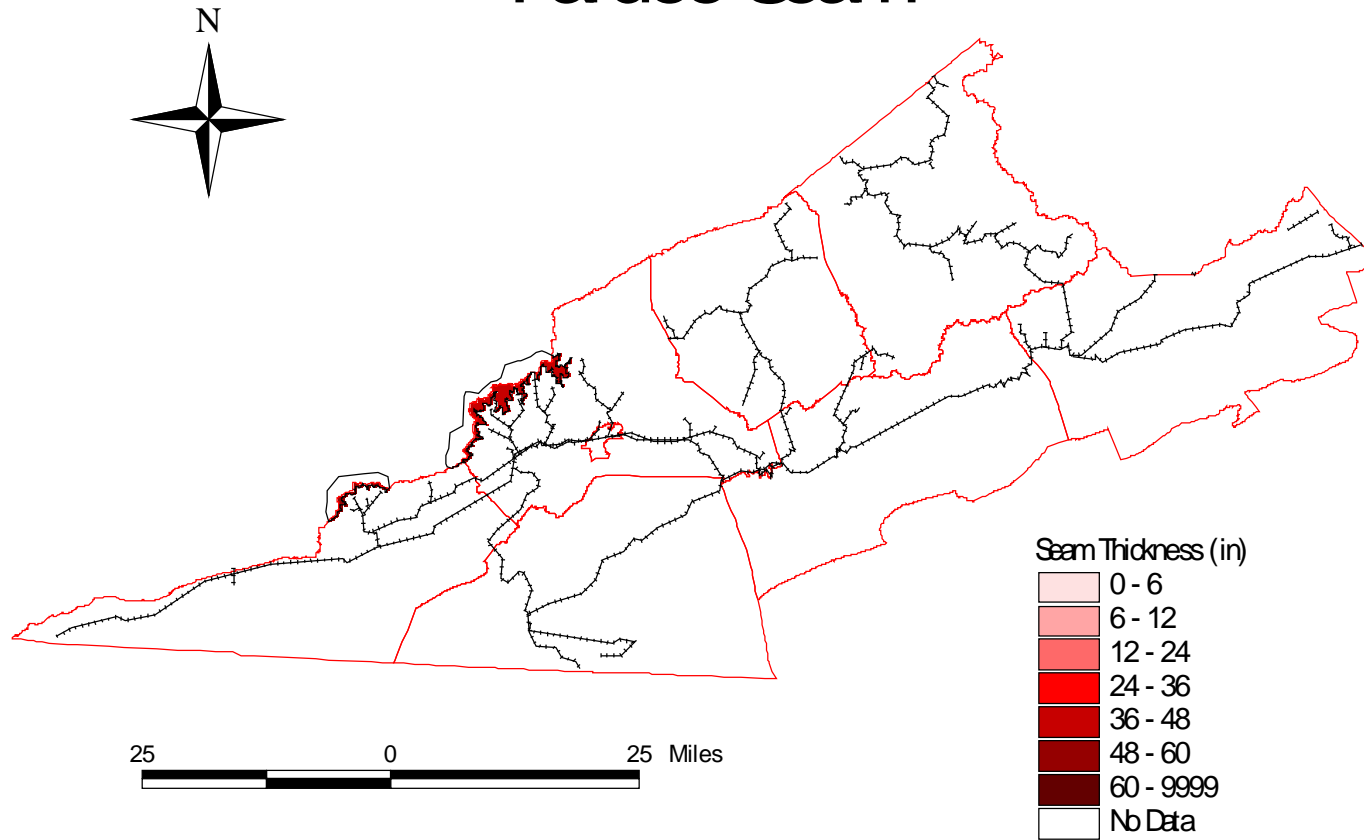 N
Seam Thickness (in)
0 - 6
6 - 12
12 - 24
24 - 36
36 - 48
48 - 60
60 - 9999
No Data
25 0 25 Miles